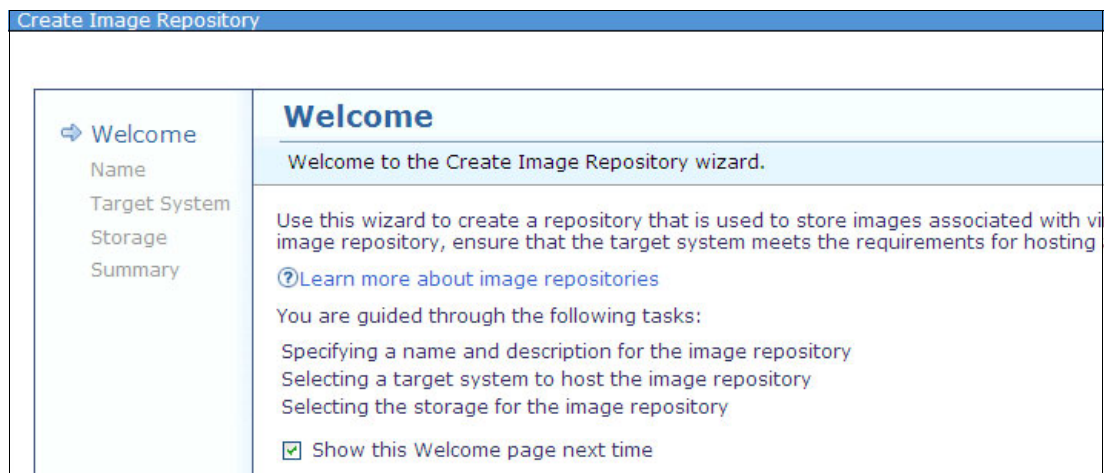 Create Image Repository
Welcome
Name
Target System
Storage
Summary
Welcome
Welcome to the Create Image Repository wizard.
Use this wizard to create a repository that is used to store images associated with
image repository, ensure that the target system meets the requirements for hosting
Learn more about image repositories
You are guided through the following tasks:
Specifying a name and description for the image repository
Selecting a target system to host the image repository
Selecting the storage for the image repository
Show this Welcome page next time